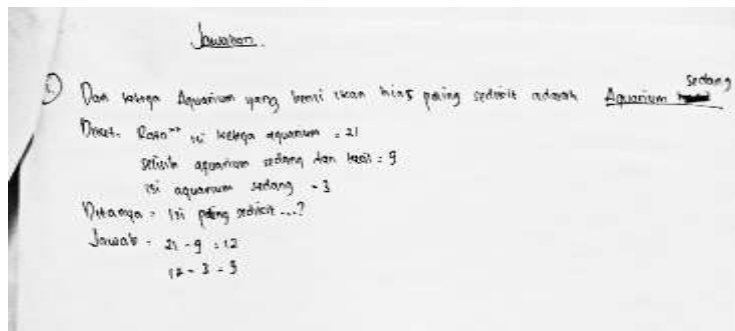 Jawaban.
1.) Dari ketiga Aquarium yang berisi ikan hias paling sedikit adalah Aquarium sedang
Diket. Rata"" isi ketiga aquarium = 21
selisih aquarium sedang dan kecil = 9
isi aquarium sedang = 3
Ditanya = Isi paling sedikit ...?
Jawab = 21 - 9 = 12
12 - 3 = 9